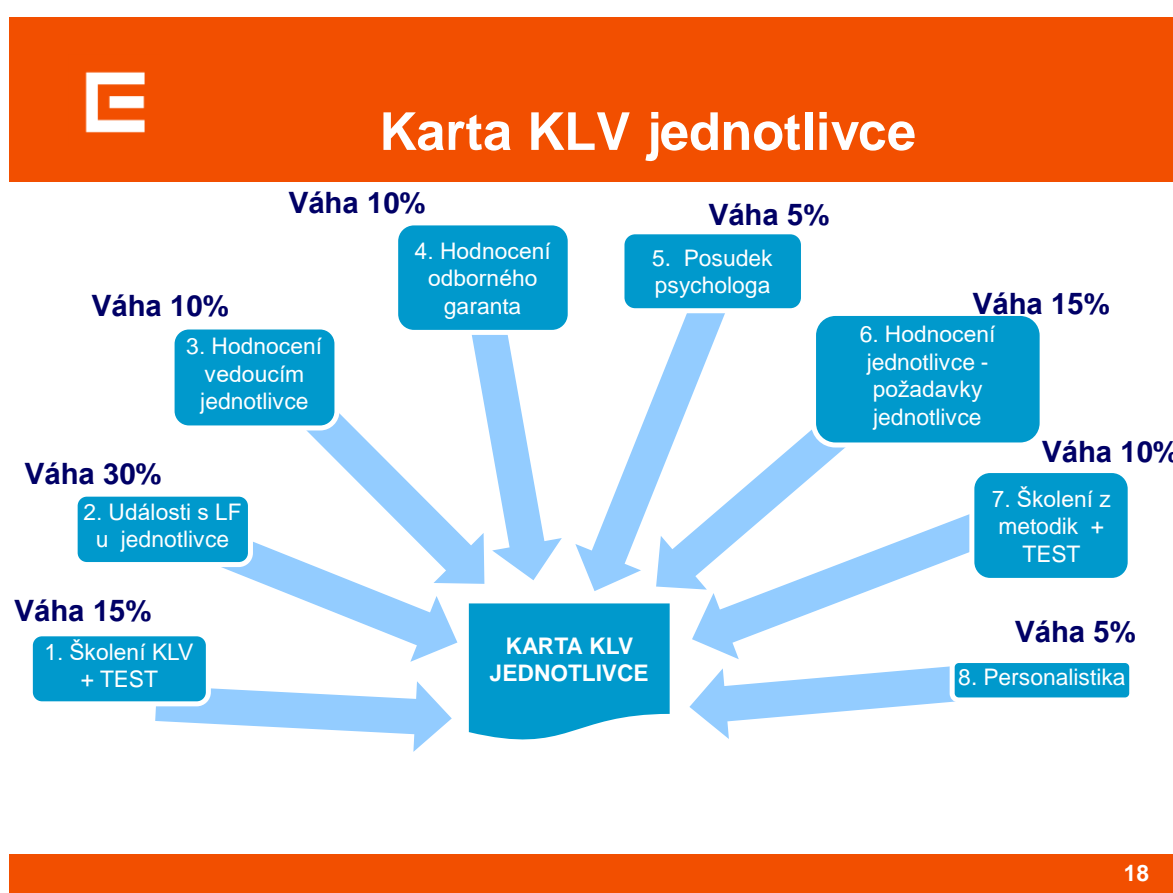 Karta KLV jednotlivce
Váha 10%
4. Hodnocení
odborného
garanta
Váha 5%
5. Posudek
psychologa
Váha 10%
3. Hodnocení
vedoucím
jednotlivce
Váha 15%
6. Hodnocení
jednotlivce -
požadavky
jednotlivce
Váha 30%
2. Události s LF
u jednotlivce
Váha 10%
7. Školení z
metodik +
TEST
Váha 15%
1. Školení KLV
+ TEST
KARTA KLV
JEDNOTLIVCE
Váha 5%
8. Personalistika
18